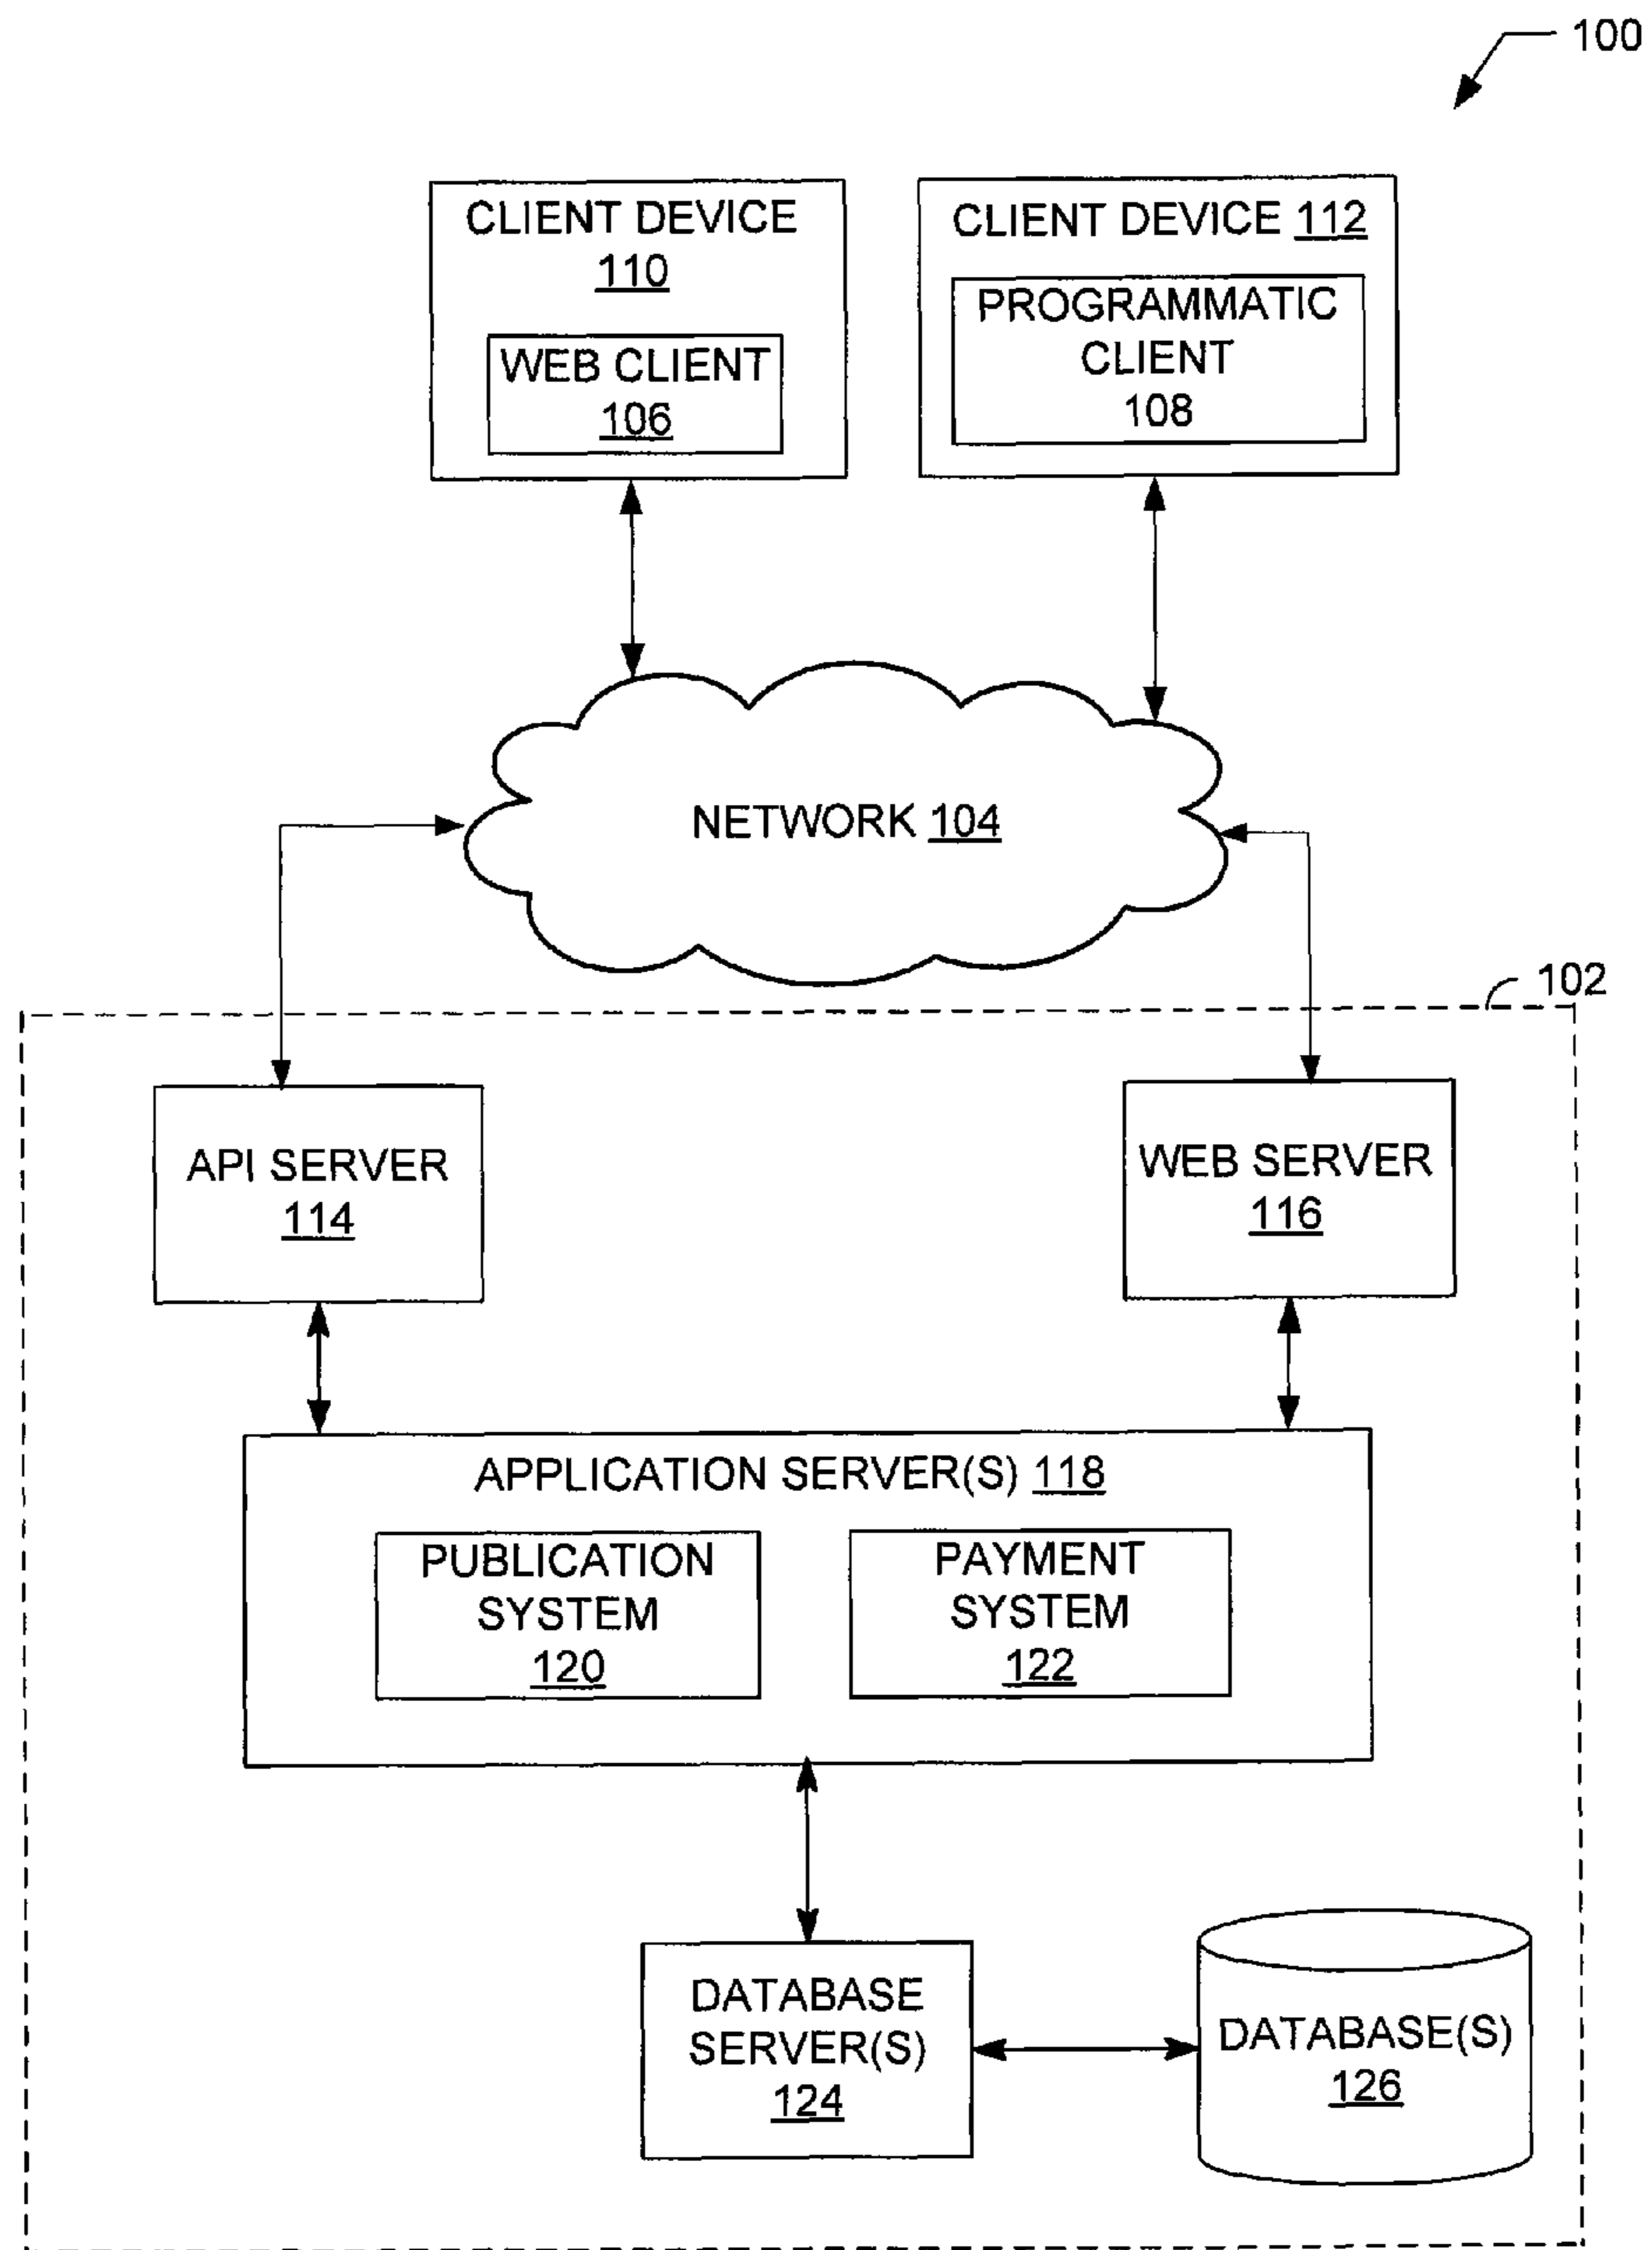 100
CLIENT DEVICE
110
WEB CLIENT
106
CLIENT DEVICE 112
PROGRAMMATIC
CLIENT
108
NETWORK 104
102
API SERVER
114
WEB SERVER
116
APPLICATION SERVER(S) 118
PUBLICATION
SYSTEM
120
PAYMENT
SYSTEM
122
DATABASE
SERVER(S)
124
DATABASE(S)
126